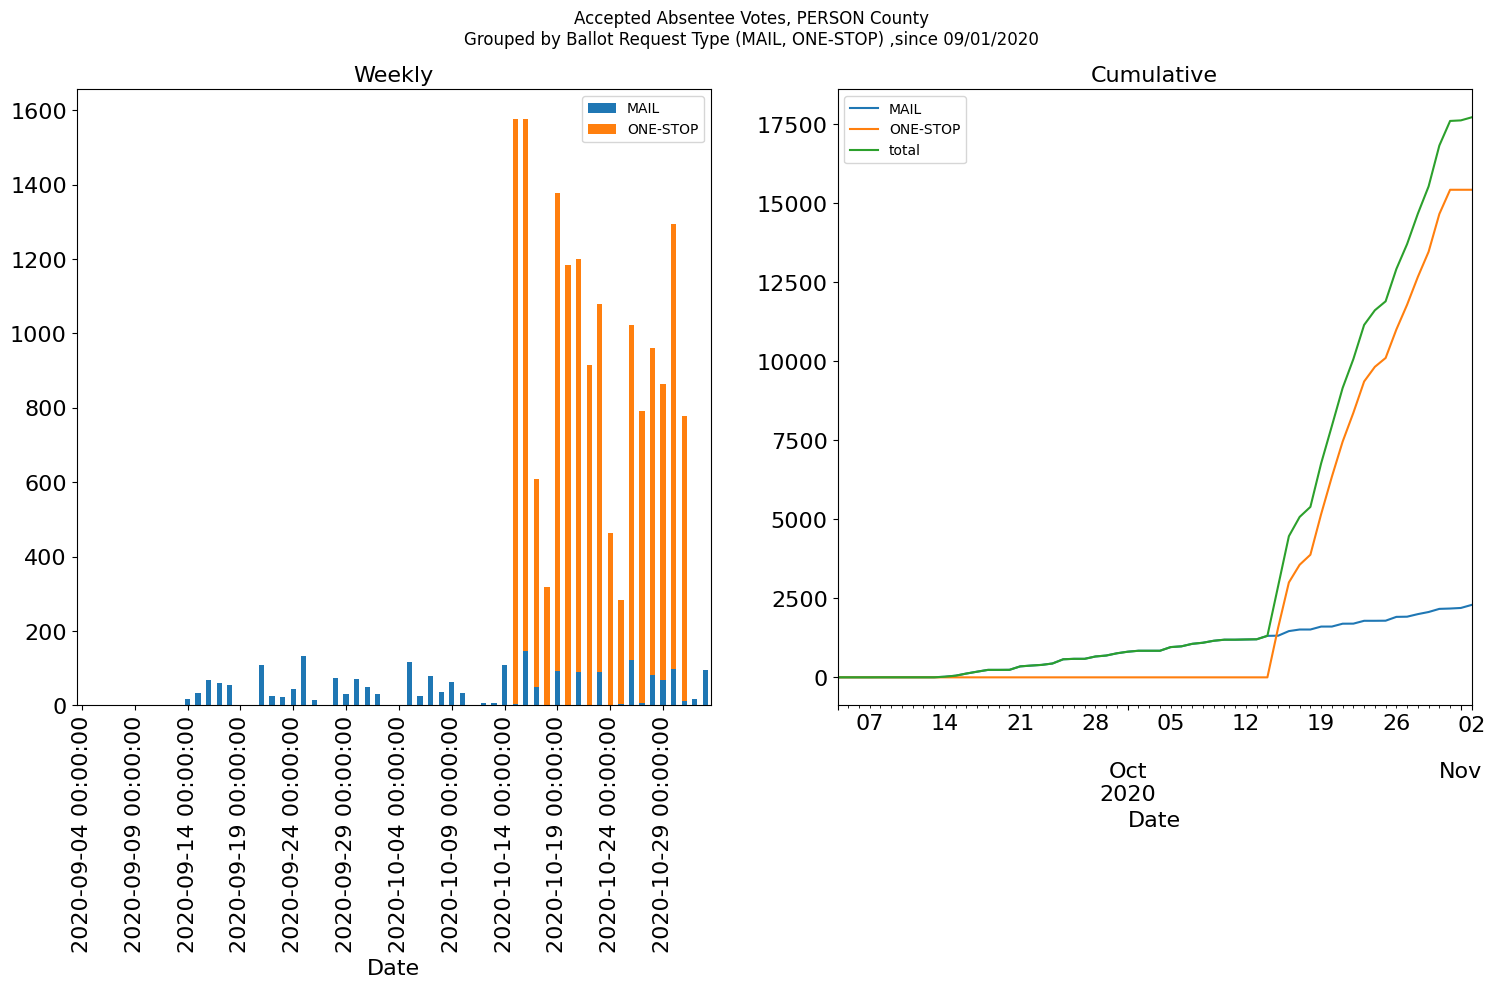 Accepted Absentee Votes, PERSON County
Grouped by Ballot Request Type (MAIL, ONE-STOP) ,since 09/01/2020
Weekly
MAIL
ONE-STOP
1600
1400
1200
1000
800
600
400
200
0
2020-09-04 00:00:00
2020-09-09 00:00:00
2020-09-14 00:00:00
2020-09-19 00:00:00
2020-09-24 00:00:00
2020-09-29 00:00:00
2020-10-04 00:00:00
2020-10-09 00:00:00
2020-10-14 00:00:00
2020-10-19 00:00:00
2020-10-24 00:00:00
2020-10-29 00:00:00
Date
Cumulative
MAIL
ONE-STOP
total
17500
15000
12500
10000
7500
5000
2500
0
07 14 21 28 05 12 19 26 02
Oct Nov
2020
Date